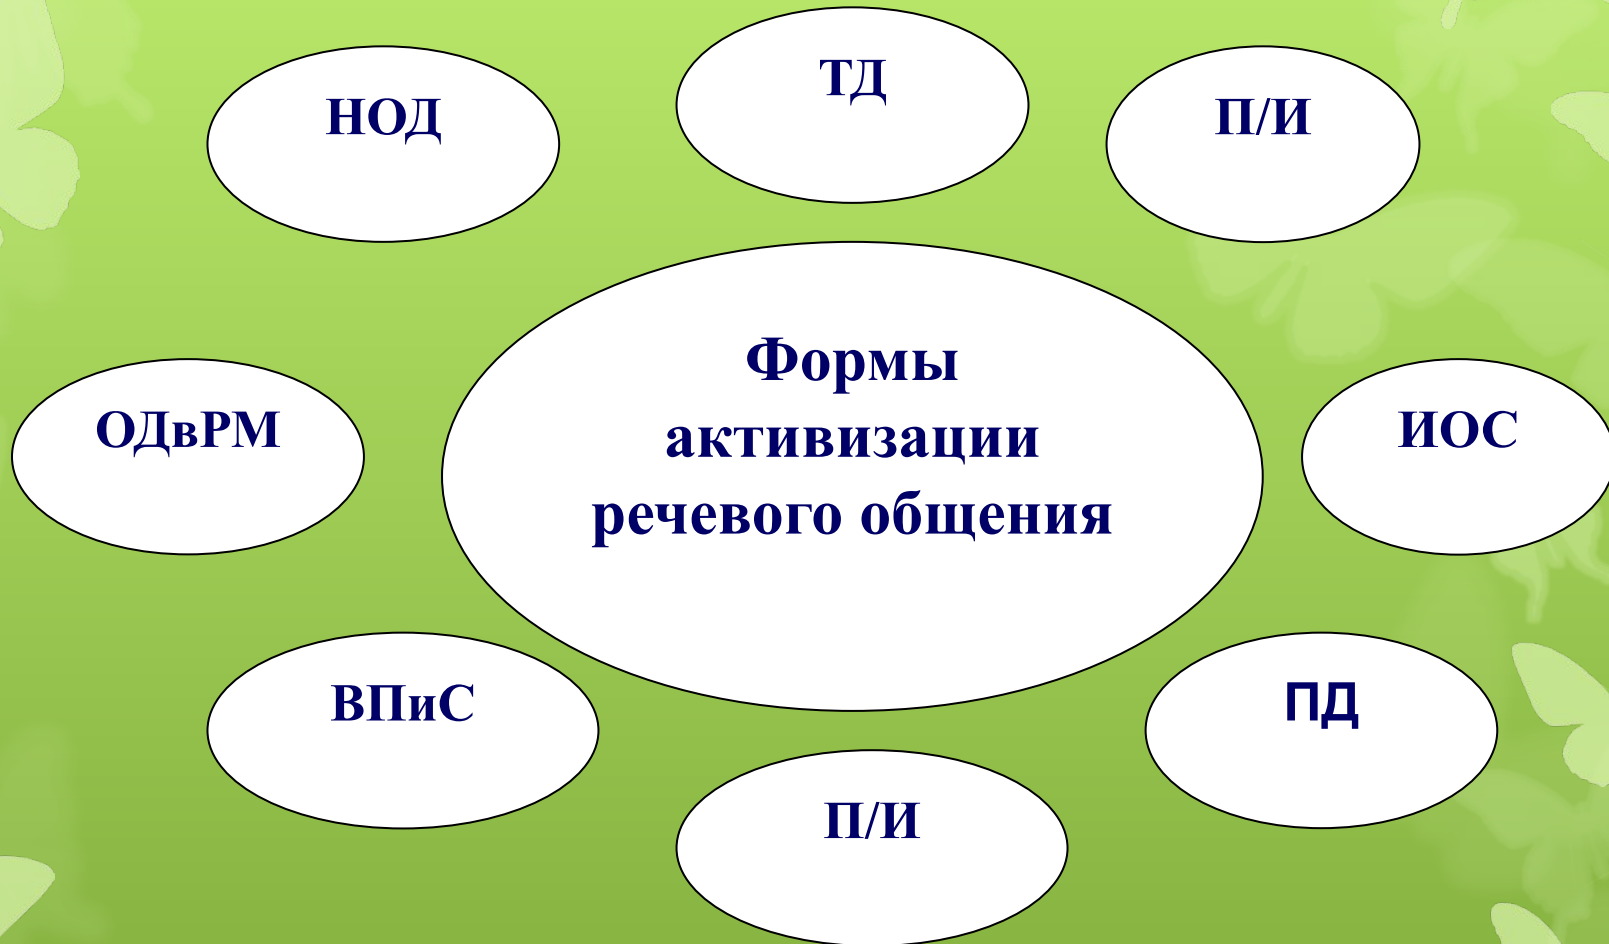 НОД
ТД
П/И
Формы
активизации
речевого общения
ОДвРМ
ИОС
ВПиС
ПД
П/И